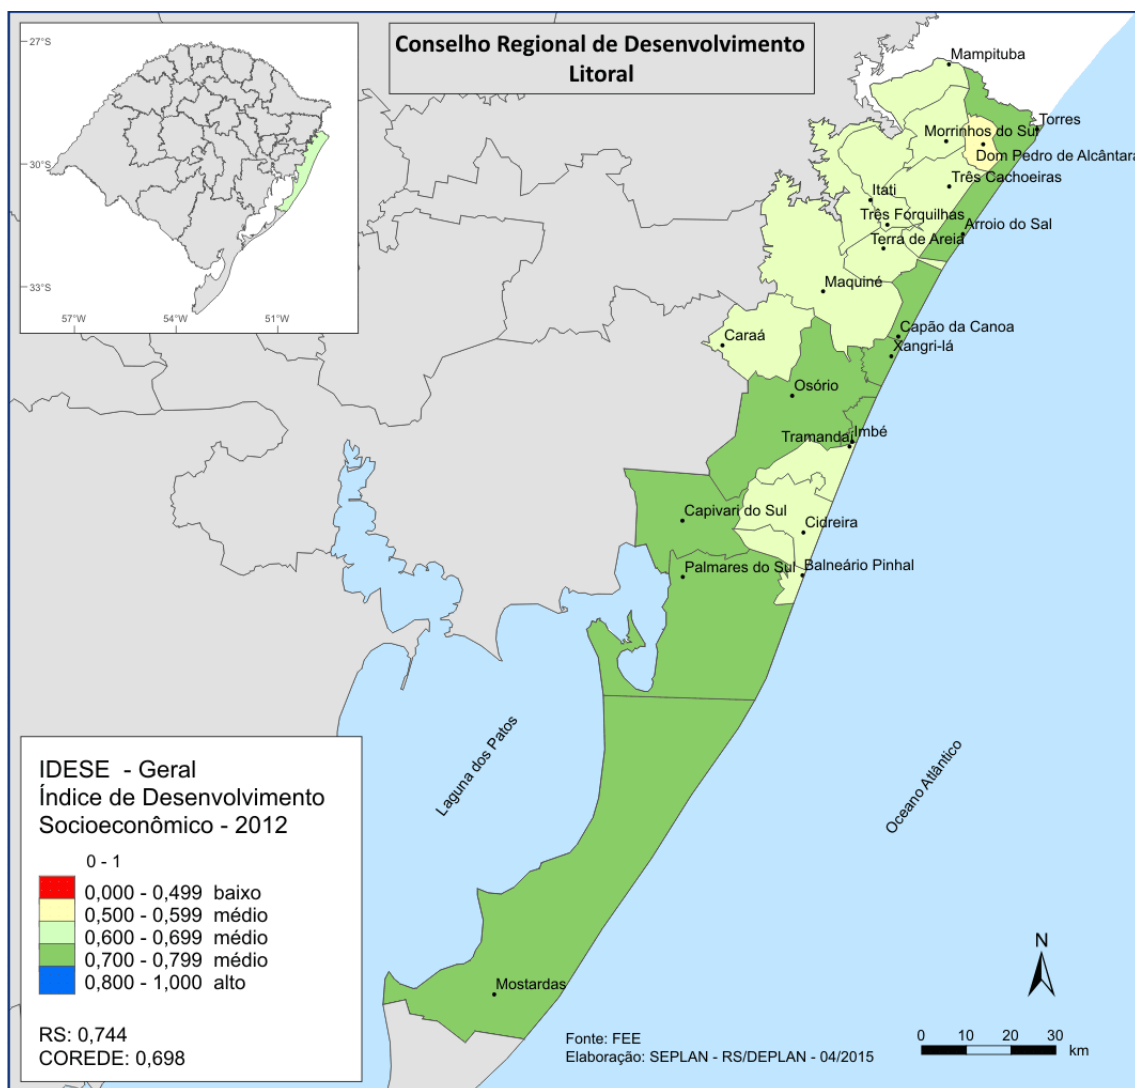 Conselho Regional de Desenvolvimento
Litoral
27°S
30°S
33°S
57°W
54°W
51°W
Mampituba
Torres
Morrinhos do Sul
Dom Pedro de Alcântara
Três Cachoeiras
Itati
Três Forquilhas
Arroio do Sal
Terra de Areia
Maquiné
Capão da Canoa
Xangri-lá
Caraá
Osório
Imbé
Tramandaí
Capivari do Sul
Cidreira
Palmares do Sul
Balneário Pinhal
Laguna dos Patos
Oceano Atlântico
Mostardas
IDESE - Geral
Índice de Desenvolvimento
Socioeconômico - 2012
0 - 1
0,000 - 0,499 baixo
0,500 - 0,599 médio
0,600 - 0,699 médio
0,700 - 0,799 médio
0,800 - 1,000 alto
RS: 0,744
COREDE: 0,698
Fonte: FEE
Elaboração: SEPLAN - RS/DEPLAN - 04/2015
N
0 10 20 30
km